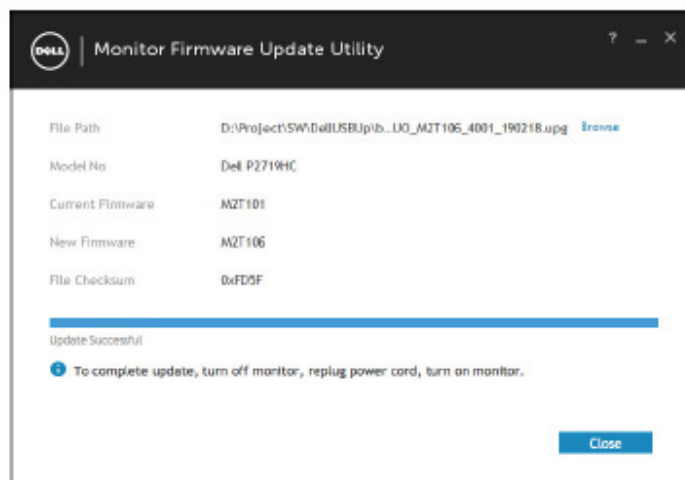 DELL Monitor Firmware Update Utility ? – ×
File Path D:\Project\SW\DellUSBUp\b...UO_M2T106_4001_190218.upg Browse
Model No Dell P2719HC
Current Firmware M2T101
New Firmware M2T106
File Checksum 0xFD5F
Update Successful
To complete update, turn off monitor, replug power cord, turn on monitor.
Close